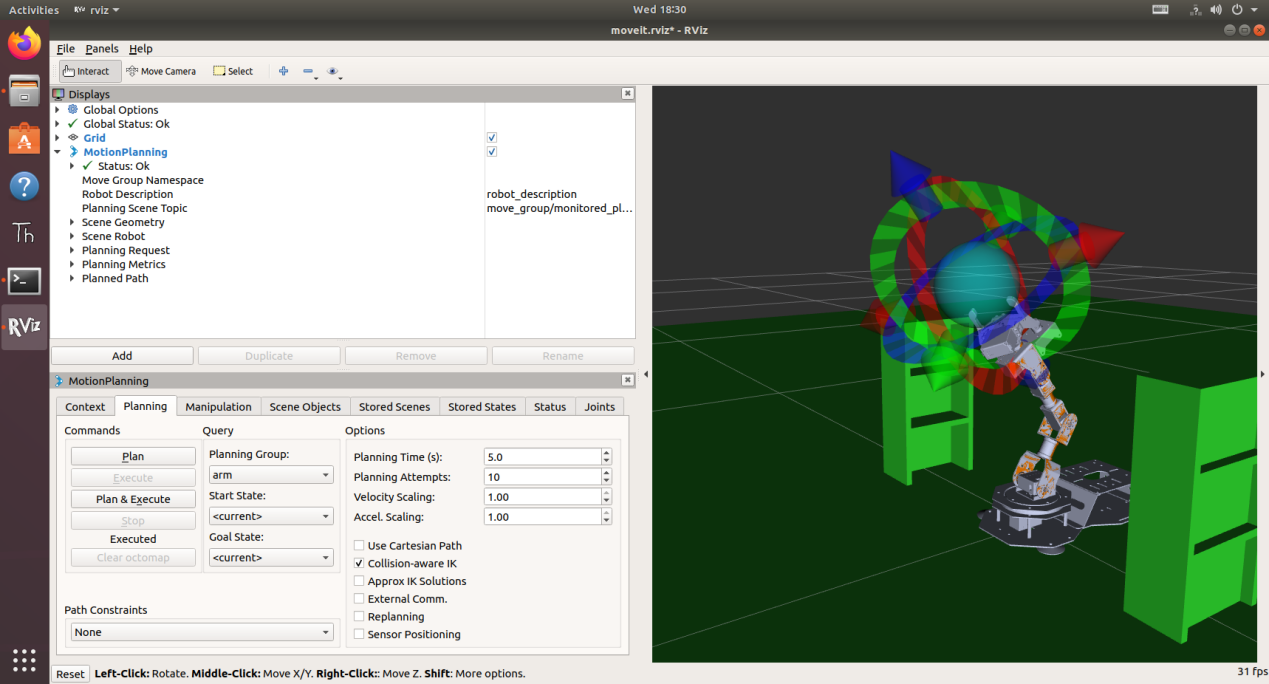 Activities RViz rviz
Wed 18:30
moveit.rviz* - RViz
File Panels Help
Interact Move Camera Select
Displays
Global Options
Global Status: Ok
Grid
MotionPlanning
Status: Ok
Move Group Namespace
Robot Description robot_description
Planning Scene Topic move_group/monitored_pl...
Scene Geometry
Scene Robot
Planning Request
Planning Metrics
Planned Path
Add Duplicate Remove Rename
MotionPlanning
Context Planning Manipulation Scene Objects Stored Scenes Stored States Status Joints
Commands
Plan
Execute
Plan & Execute
Stop
Executed
Clear octomap
Query
Planning Group:
arm
Start State:
<current>
Goal State:
<current>
Path Constraints
None
Options
Planning Time (s): 5.0
Planning Attempts: 10
Velocity Scaling: 1.00
Accel. Scaling: 1.00
Use Cartesian Path
Collision-aware IK
Approx IK Solutions
External Comm.
Replanning
Sensor Positioning
Reset Left-Click: Rotate. Middle-Click: Move X/Y. Right-Click:: Move Z. Shift: More options.
31 fps
Th
RViz